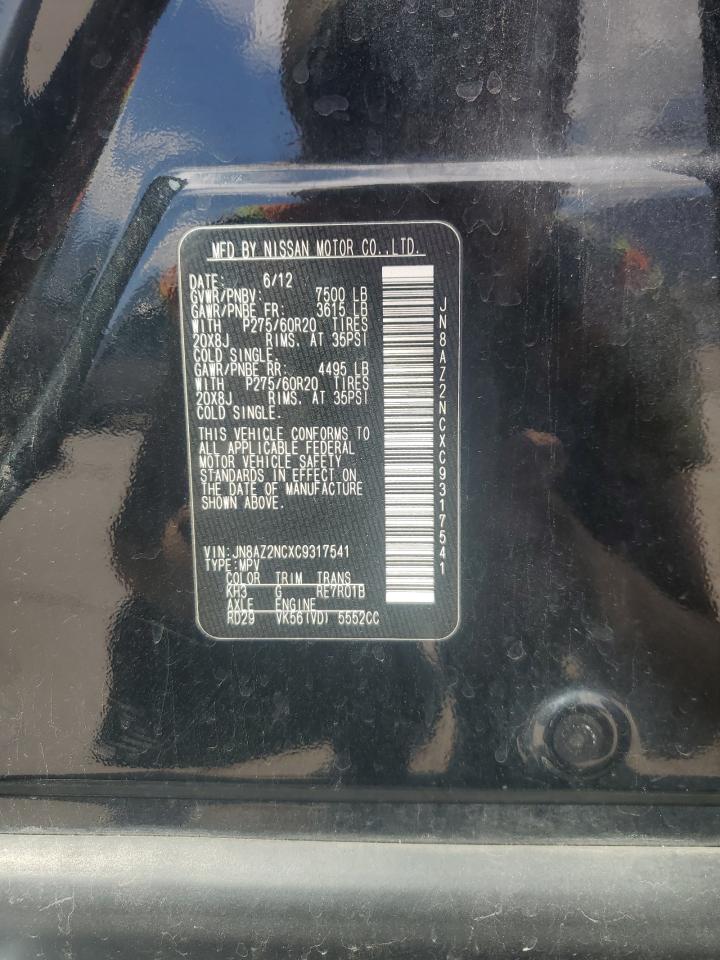 MFD BY NISSAN MOTOR CO.,LTD.
DATE: 6/12
GVWR/PNBV: 7500 LB
GAWR/PNBE FR: 3615 LB
WITH P275/60R20 TIRES
20X8J RIMS, AT 35PSI
COLD SINGLE.
GAWR/PNBE RR: 4495 LB
WITH P275/60R20 TIRES
20X8J RIMS, AT 35PSI
COLD SINGLE.
THIS VEHICLE CONFORMS TO
ALL APPLICABLE FEDERAL
MOTOR VEHICLE SAFETY
STANDARDS IN EFFECT ON
THE DATE OF MANUFACTURE
SHOWN ABOVE.
VIN:JN8AZ2NCXC9317541
TYPE:MPV
COLOR TRIM TRANS
KH3 G RE7R01B
AXLE ENGINE
RD29 VK56(VD) 5552CC
JN8AZ2NCXC9317541